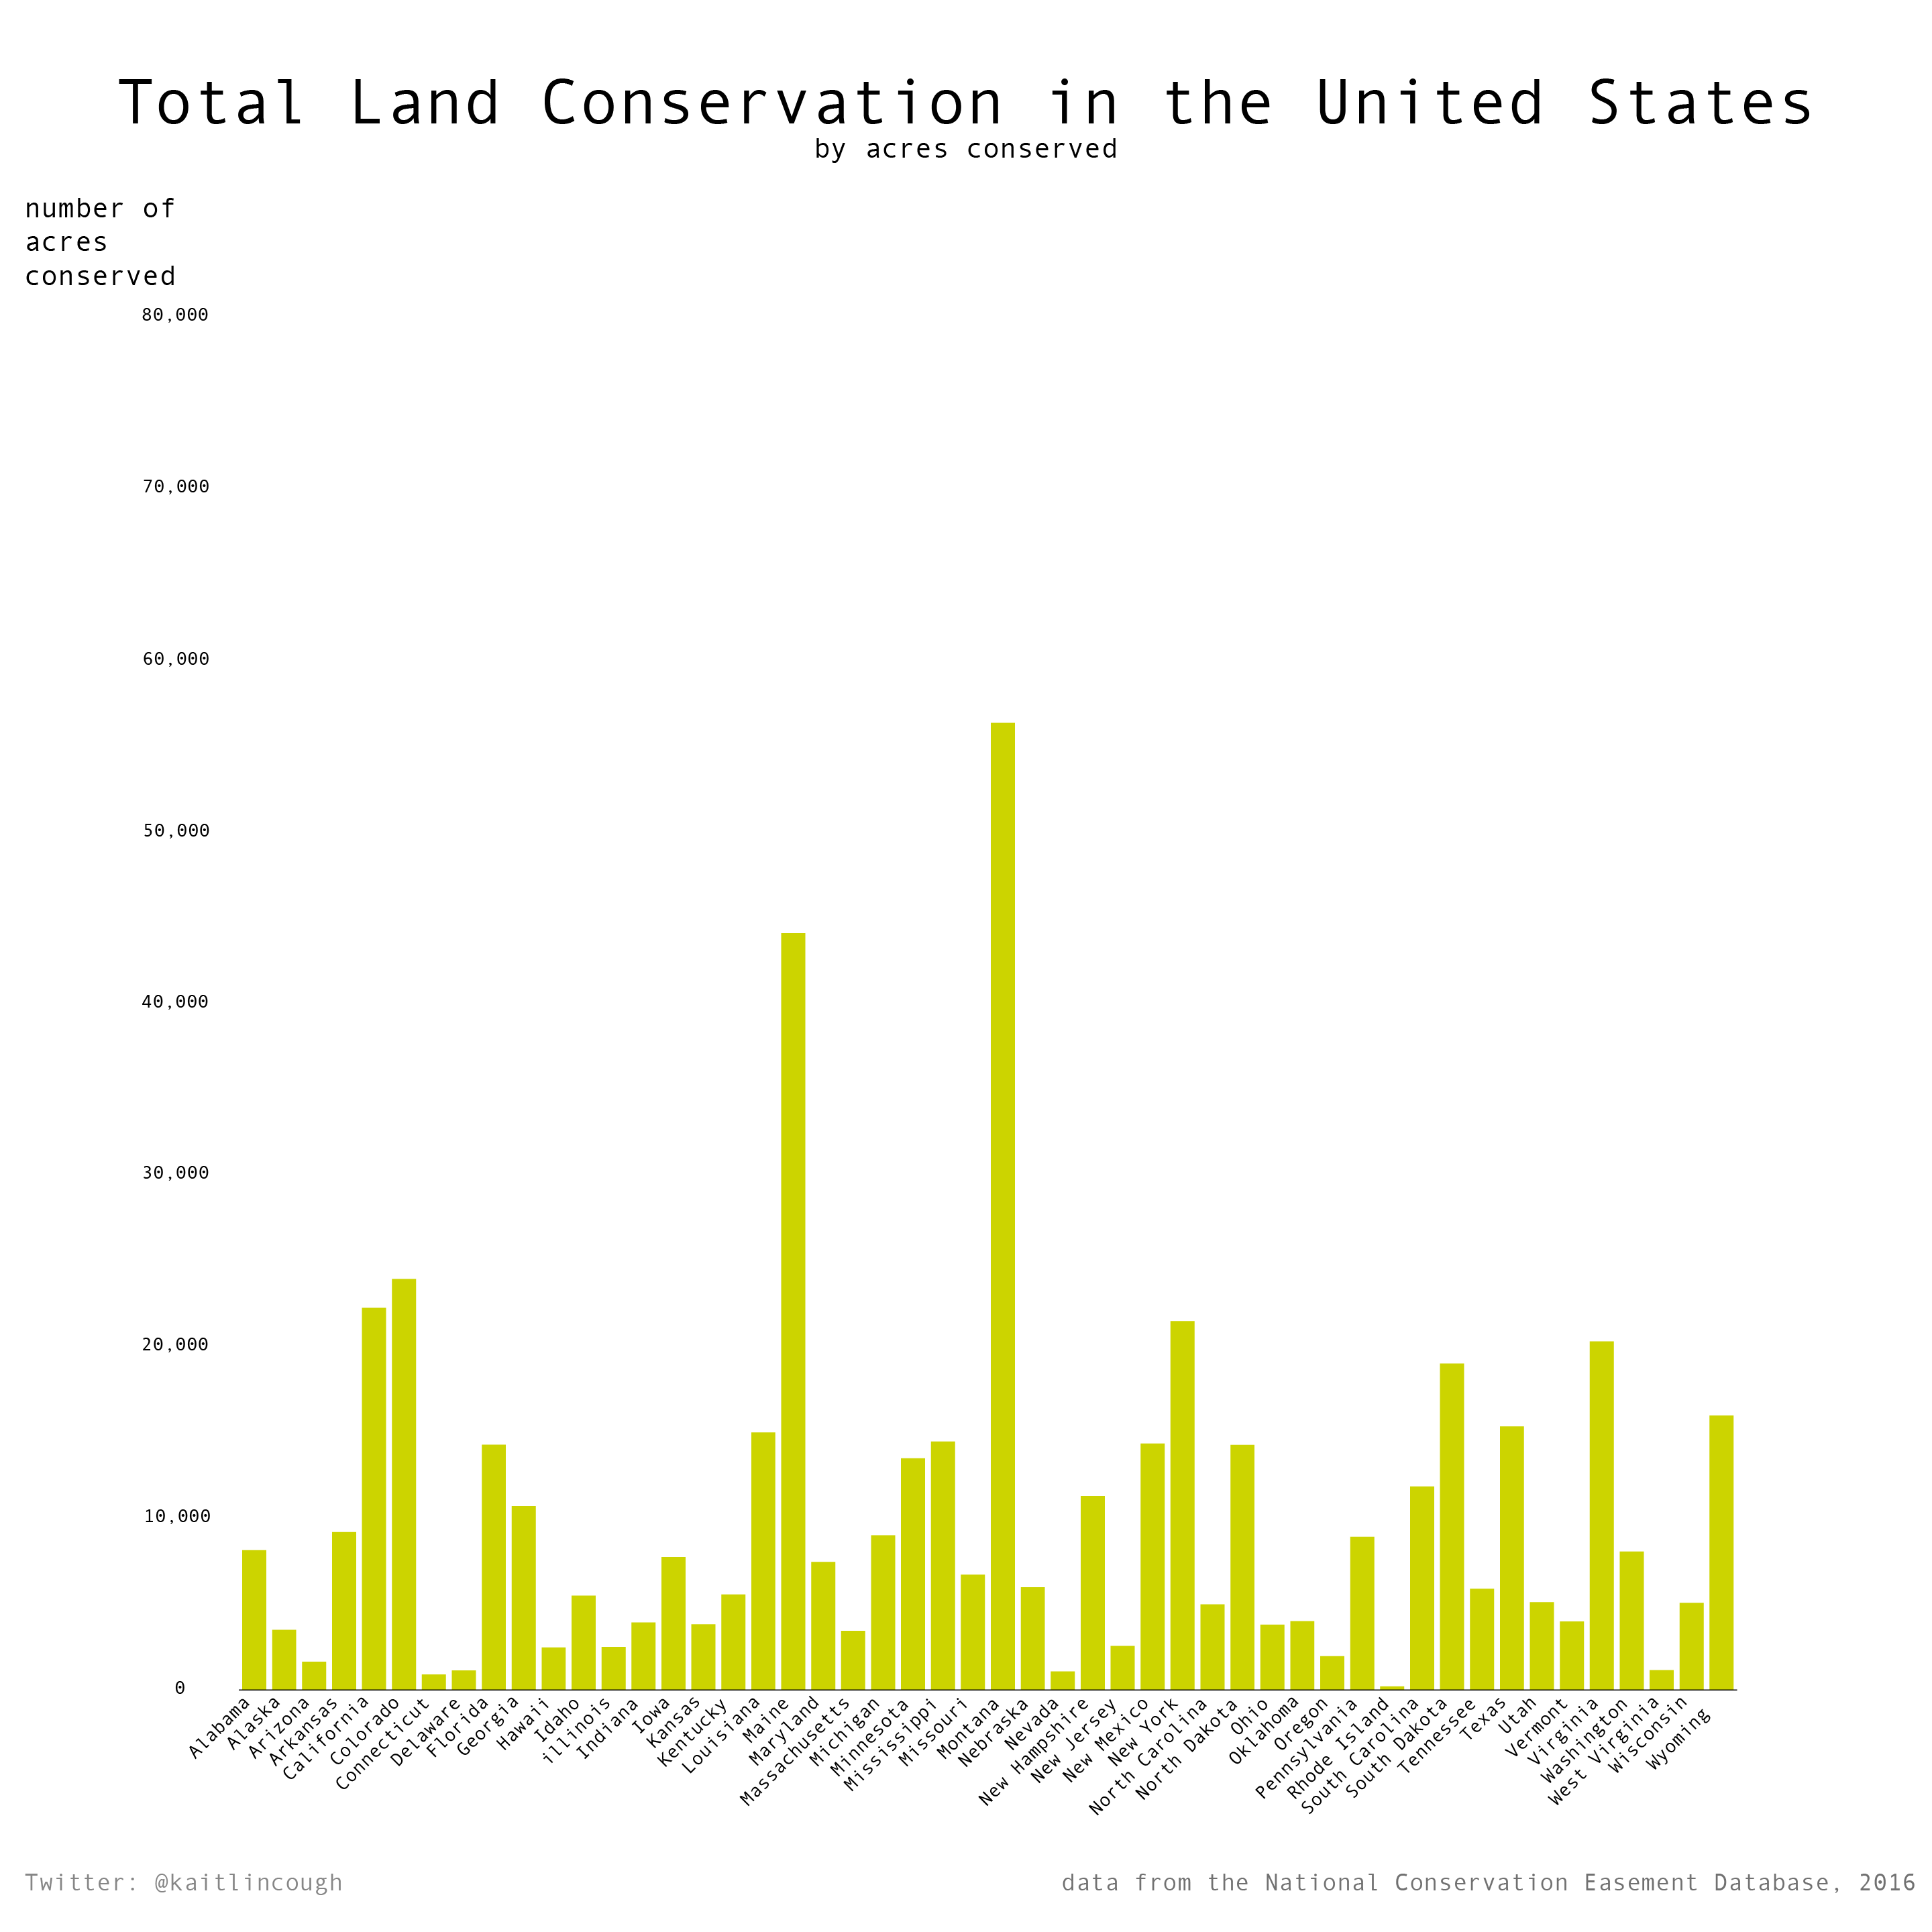 Total Land Conservation in the United States
by acres conserved
number of
acres
conserved
80,000
70,000
60,000
50,000
40,000
30,000
20,000
10,000
0
Alabama
Alaska
Arizona
Arkansas
California
Colorado
Connecticut
Delaware
Florida
Georgia
Hawaii
Idaho
illinois
Indiana
Iowa
Kansas
Kentucky
Louisiana
Maine
Maryland
Massachusetts
Michigan
Minnesota
Mississippi
Missouri
Montana
Nebraska
Nevada
New Hampshire
New Jersey
New Mexico
New York
North Carolina
North Dakota
Ohio
Oklahoma
Oregon
Pennsylvania
Rhode Island
South Carolina
South Dakota
Tennessee
Texas
Utah
Vermont
Virginia
Washington
West Virginia
Wisconsin
Wyoming
Twitter: @kaitlincough
data from the National Conservation Easement Database, 2016